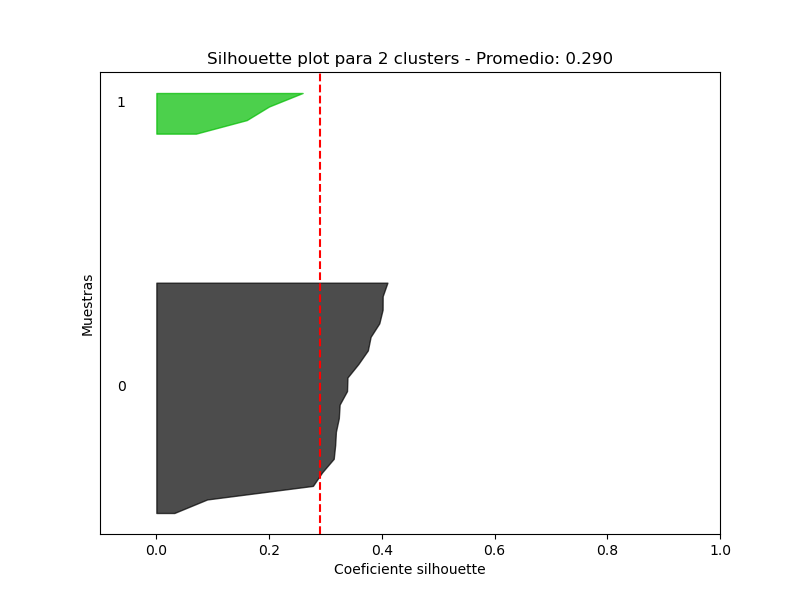 Silhouette plot para 2 clusters - Promedio: 0.290
1
Muestras
0
0.0 0.2 0.4 0.6 0.8 1.0
Coeficiente silhouette